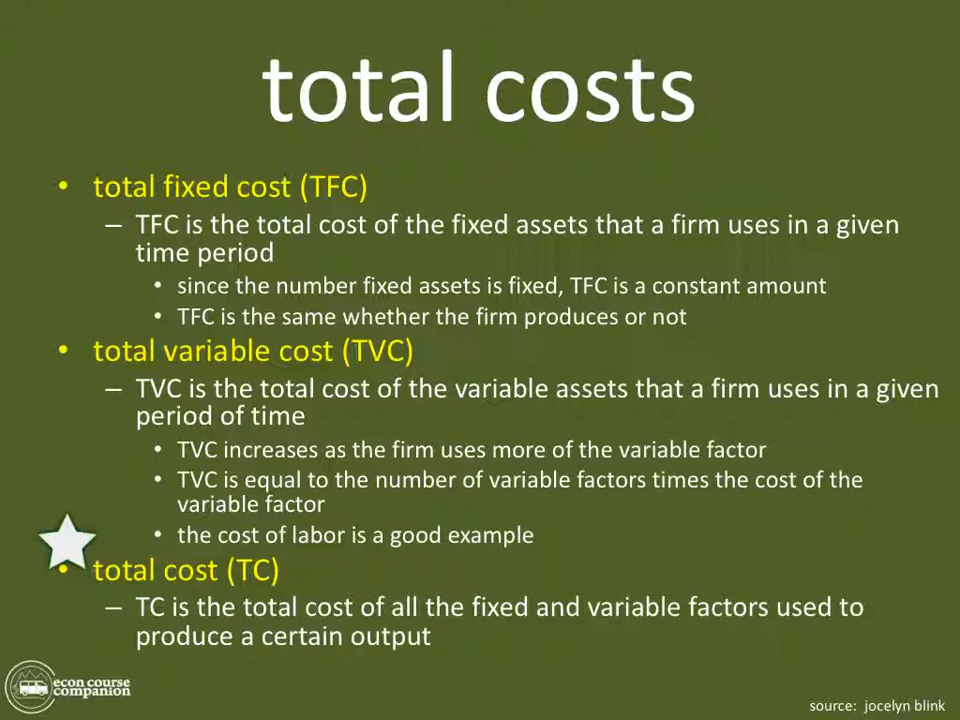 total costs
• total fixed cost (TFC)
– TFC is the total cost of the fixed assets that a firm uses in a given
time period
• since the number fixed assets is fixed, TFC is a constant amount
• TFC is the same whether the firm produces or not
• total variable cost (TVC)
– TVC is the total cost of the variable assets that a firm uses in a given
period of time
• TVC increases as the firm uses more of the variable factor
• TVC is equal to the number of variable factors times the cost of the
variable factor
• the cost of labor is a good example
• total cost (TC)
– TC is the total cost of all the fixed and variable factors used to
produce a certain output
econ course
companion
source: jocelyn blink